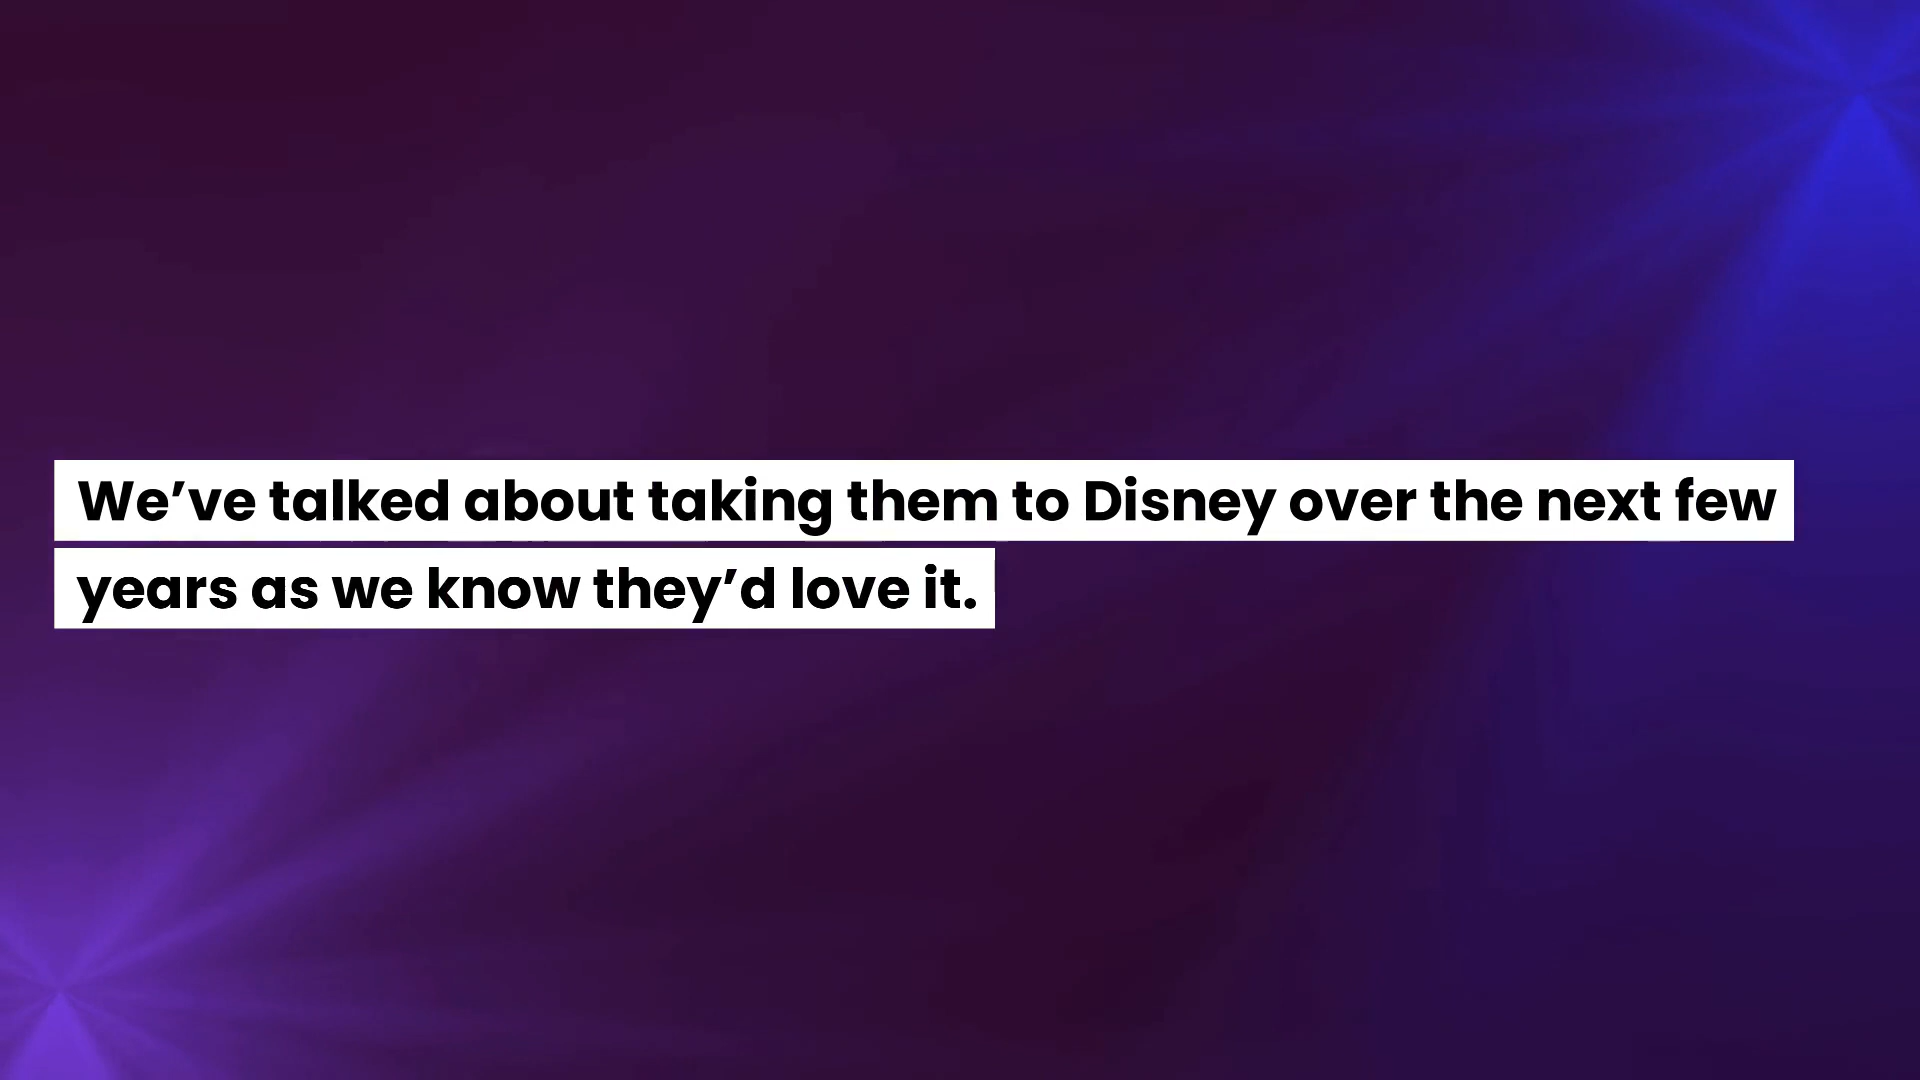 We’ve talked about taking them to Disney over the next few
years as we know they’d love it.